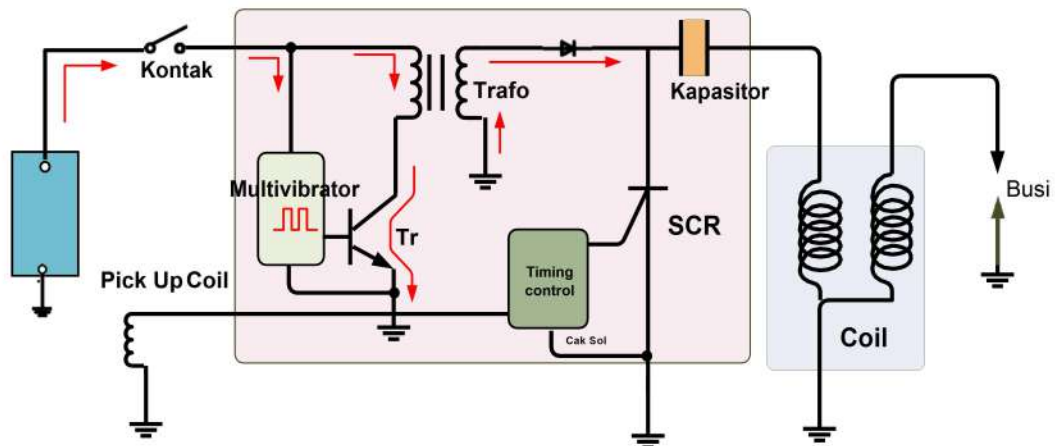 Kontak
Trafo
Kapasitor
Multivibrator
Busi
Tr
SCR
Pick Up Coil
Timing
control
Cak Sol
Coil